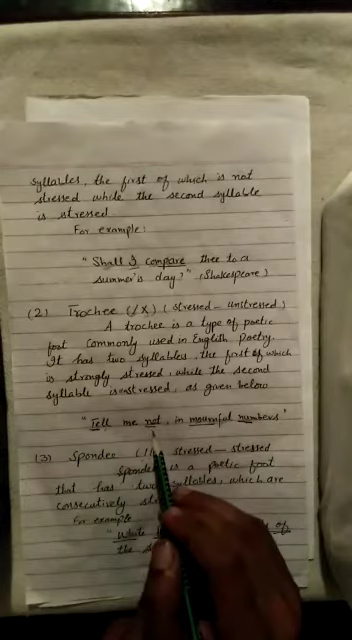 syllables, the first of which is not
stressed while the second syllable
is stressed
For example:
"Shall I compare thee to a
summer's day?" (Shakespeare)
(2) Trochee (/X) (stressed - unstressed)
A trochee is a type of poetic
foot commonly used in English Poetry.
It has two syllables, the first of which
is strongly stressed, while the second
syllable is unstressed, as given below
"Tell me not, in mournful numbers"
(3) Spondee stressed - stressed
Spondee is a poetic foot
that has two syllables, which are
consecutively
For example
"White of
the